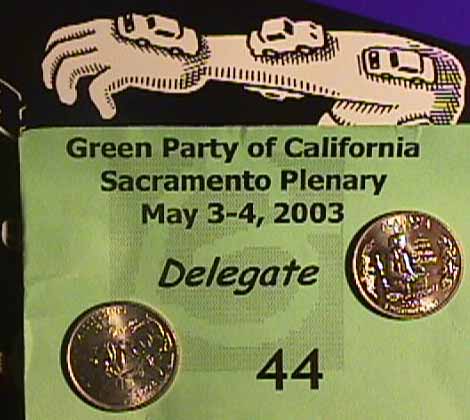 Green Party of California
Sacramento Plenary
May 3-4, 2003
Delegate
44